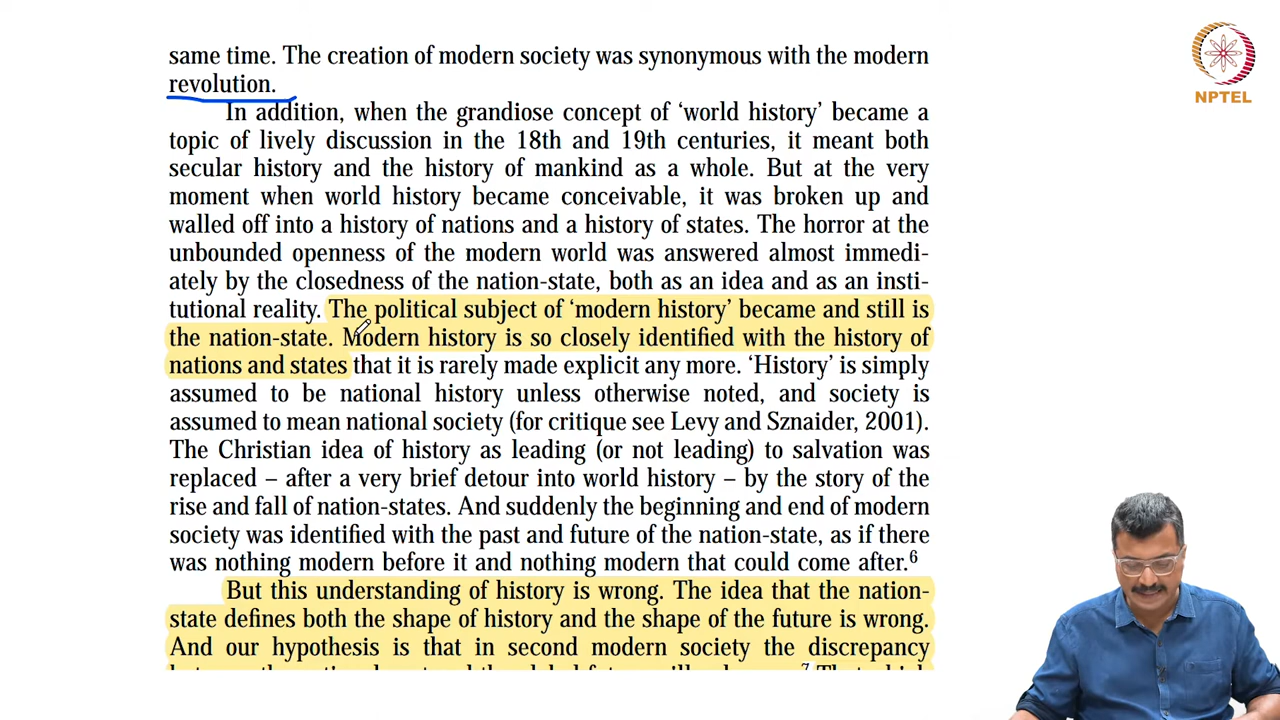 same time. The creation of modern society was synonymous with the modern
revolution.
In addition, when the grandiose concept of ‘world history’ became a
topic of lively discussion in the 18th and 19th centuries, it meant both
secular history and the history of mankind as a whole. But at the very
moment when world history became conceivable, it was broken up and
walled off into a history of nations and a history of states. The horror at the
unbounded openness of the modern world was answered almost immedi-
ately by the closedness of the nation-state, both as an idea and as an insti-
tutional reality. The political subject of ‘modern history’ became and still is
the nation-state. Modern history is so closely identified with the history of
nations and states that it is rarely made explicit any more. ‘History’ is simply
assumed to be national history unless otherwise noted, and society is
assumed to mean national society (for critique see Levy and Sznaider, 2001).
The Christian idea of history as leading (or not leading) to salvation was
replaced – after a very brief detour into world history – by the story of the
rise and fall of nation-states. And suddenly the beginning and end of modern
society was identified with the past and future of the nation-state, as if there
was nothing modern before it and nothing modern that could come after.⁶
But this understanding of history is wrong. The idea that the nation-
state defines both the shape of history and the shape of the future is wrong.
And our hypothesis is that in second modern society the discrepancy
NPTEL